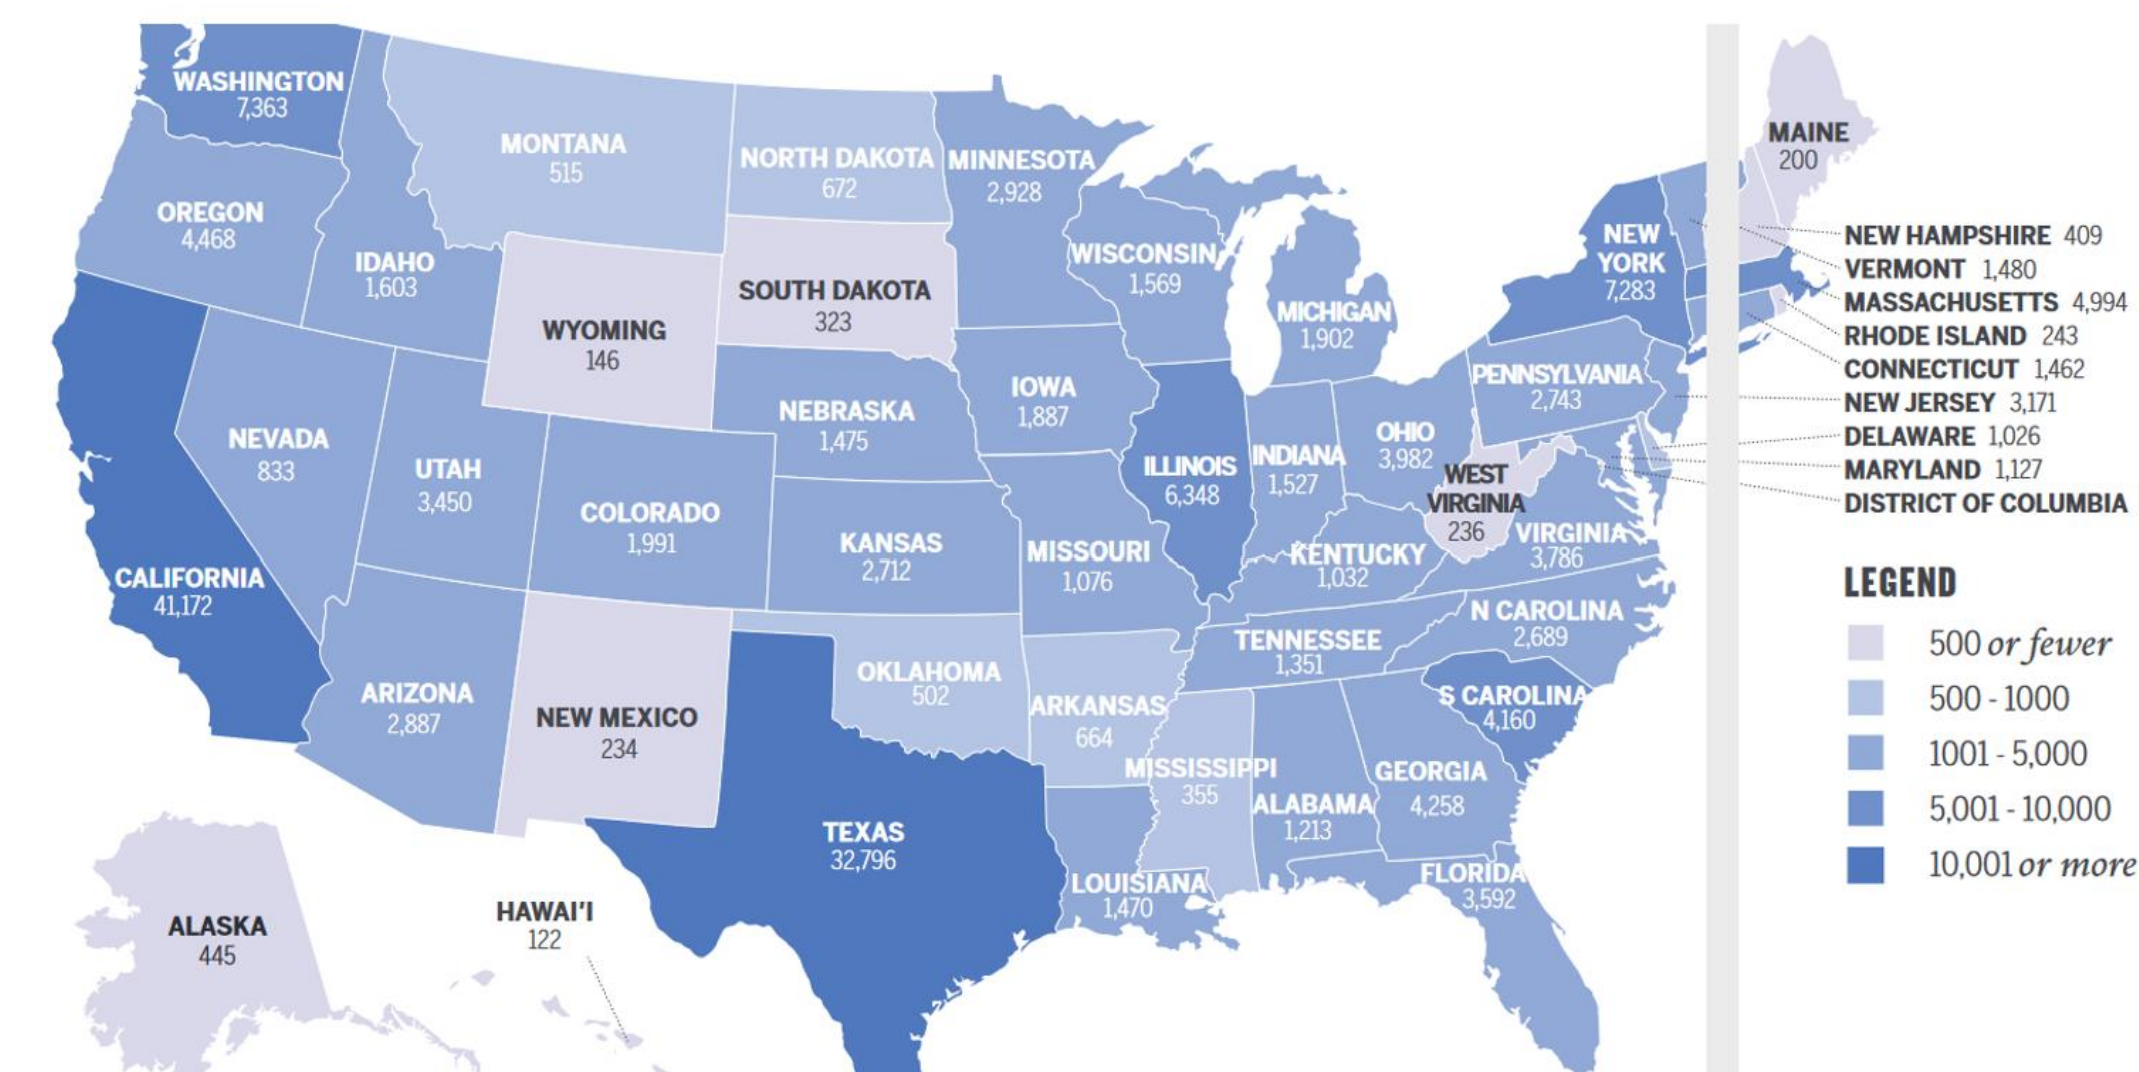 WASHINGTON
7,363
OREGON
4,468
IDAHO
1,603
MONTANA
515
NORTH DAKOTA
672
MINNESOTA
2,928
WYOMING
146
SOUTH DAKOTA
323
WISCONSIN
1,569
MICHIGAN
1,902
NEW
YORK
7,283
MAINE
200
NEW HAMPSHIRE 409
VERMONT 1,480
MASSACHUSETTS 4,994
RHODE ISLAND 243
CONNECTICUT 1,462
NEW JERSEY 3,171
DELAWARE 1,026
MARYLAND 1,127
DISTRICT OF COLUMBIA
NEVADA
833
UTAH
3,450
COLORADO
1,991
NEBRASKA
1,475
IOWA
1,887
ILLINOIS
6,348
INDIANA
1,527
OHIO
3,982
PENNSYLVANIA
2,743
WEST
VIRGINIA
236
VIRGINIA
3,786
CALIFORNIA
41,172
KANSAS
2,712
MISSOURI
1,076
KENTUCKY
1,032
N CAROLINA
2,689
TENNESSEE
1,351
S CAROLINA
4,160
ARIZONA
2,887
NEW MEXICO
234
OKLAHOMA
502
ARKANSAS
664
MISSISSIPPI
355
ALABAMA
1,213
GEORGIA
4,258
TEXAS
32,796
LOUISIANA
1,470
FLORIDA
3,592
ALASKA
445
HAWAI'I
122
LEGEND
500 or fewer
500 - 1000
1001 - 5,000
5,001 - 10,000
10,001 or more